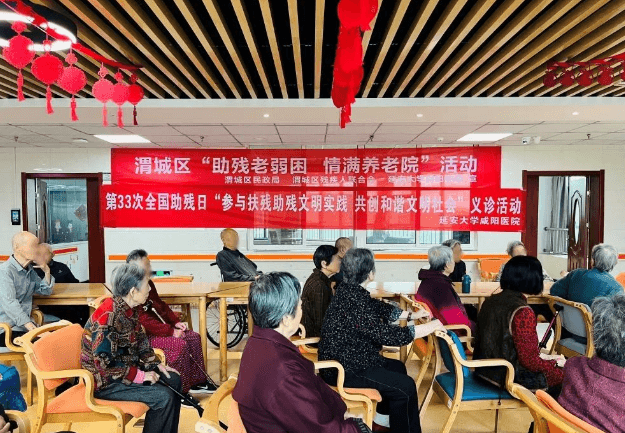 渭城区“助残老弱困 情满养老院”活动
渭城区民政局 渭城区残疾人联合会
第33次全国助残日“参与扶残助残文明实践 共创和谐文明社会”义诊活动
延安大学咸阳医院